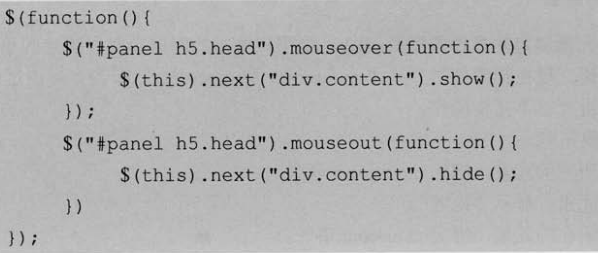 $(function(){
    $("#panel h5.head").mouseover(function(){
        $(this).next("div.content").show();
    });
    $("#panel h5.head").mouseout(function(){
        $(this).next("div.content").hide();
    })
});